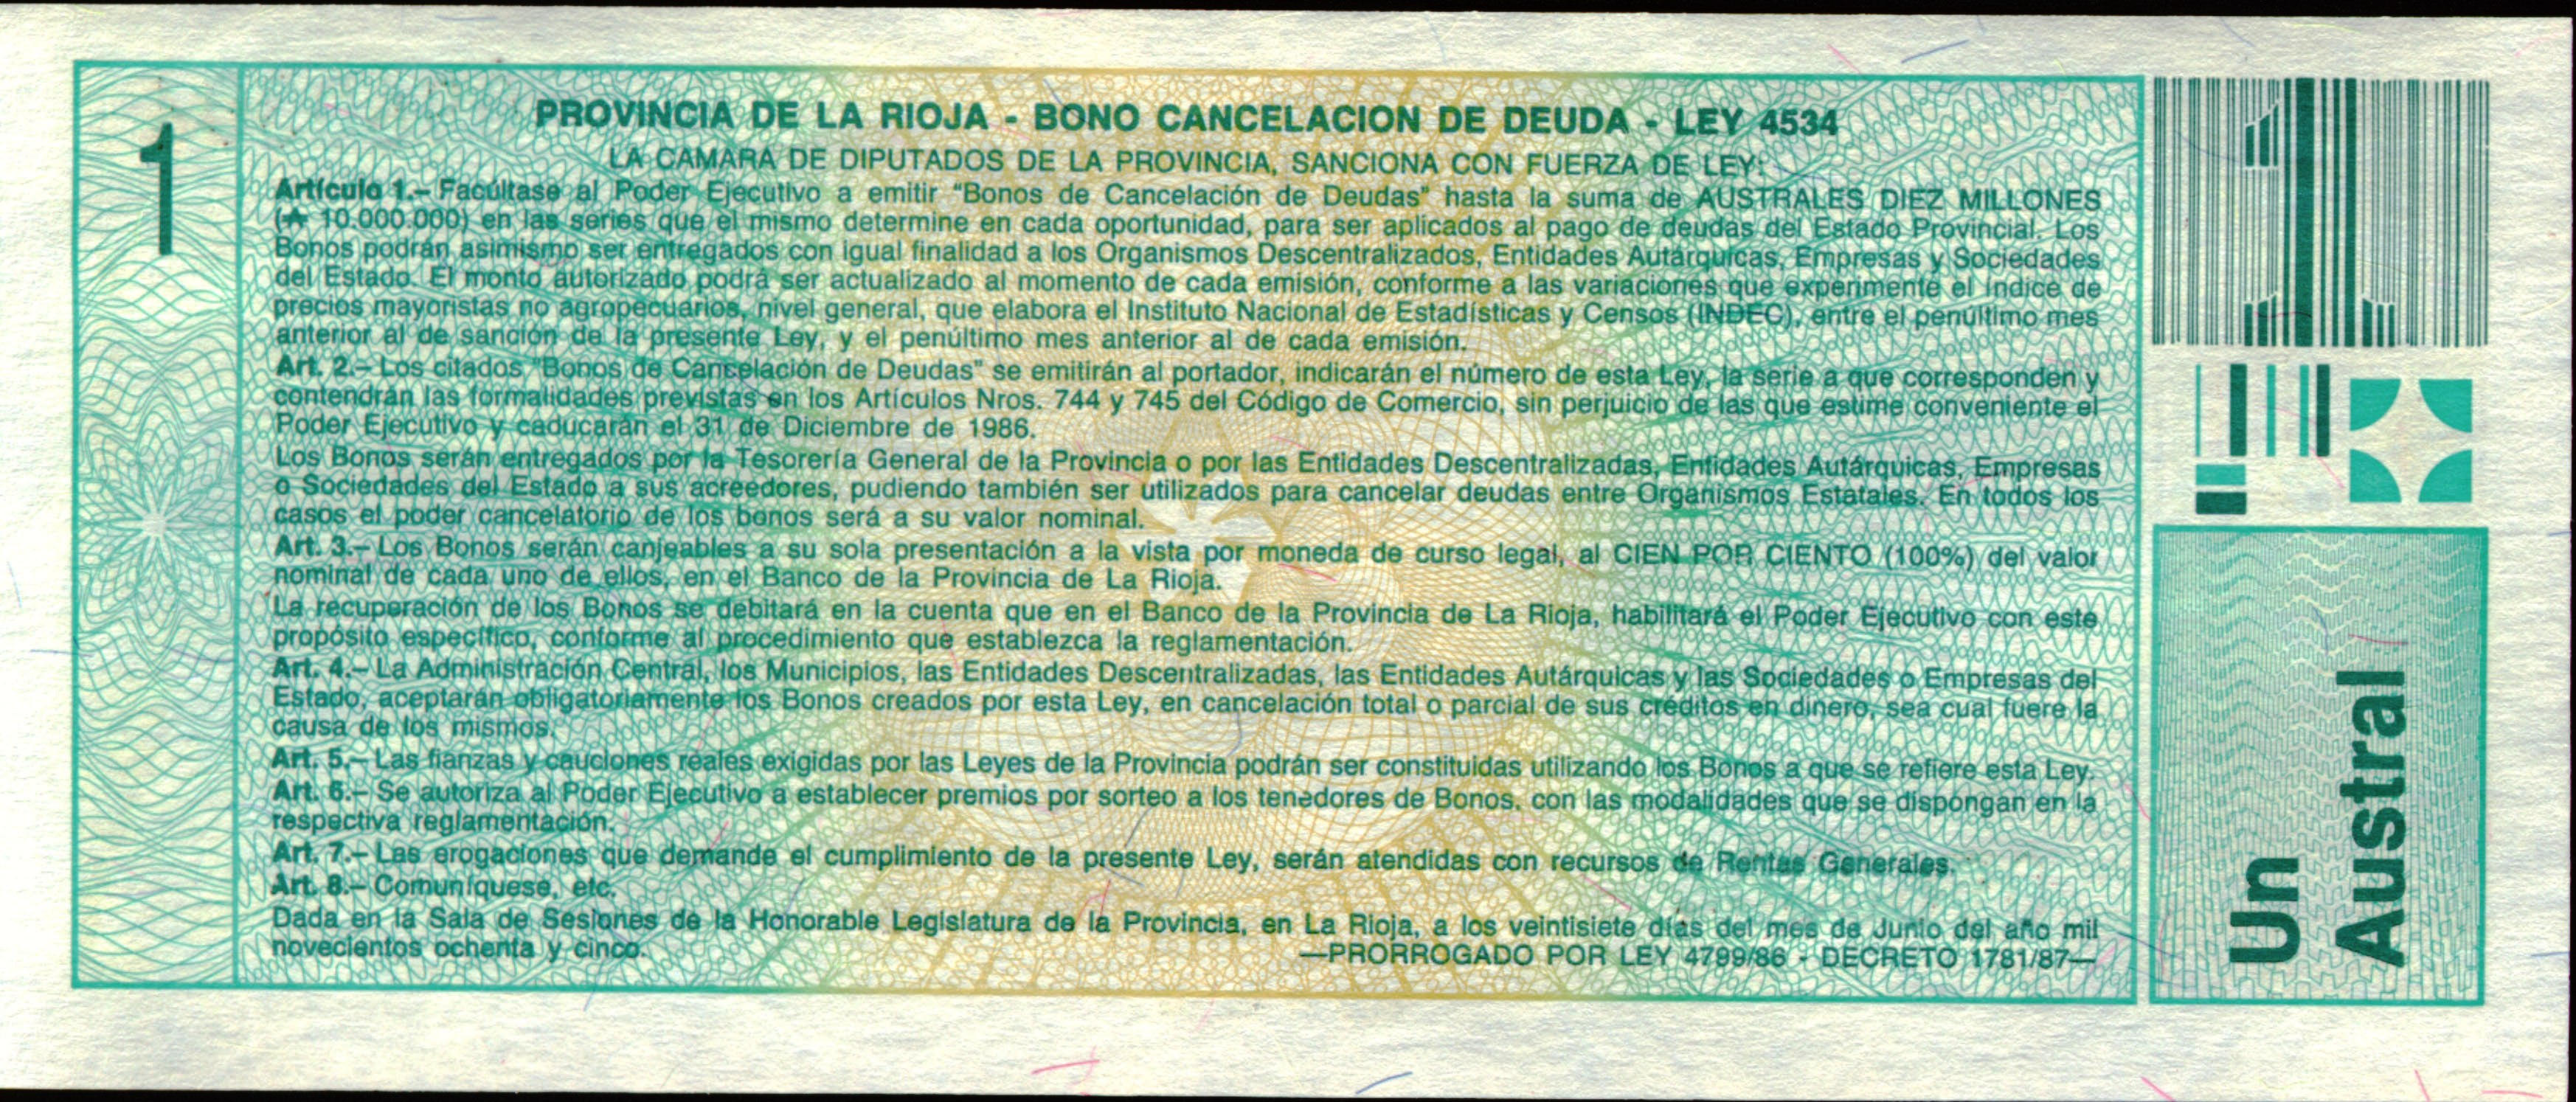 1
PROVINCIA DE LA RIOJA - BONO CANCELACION DE DEUDA - LEY 4534
LA CAMARA DE DIPUTADOS DE LA PROVINCIA, SANCIONA CON FUERZA DE LEY:
Artículo 1.– Facúltase al Poder Ejecutivo a emitir "Bonos de Cancelación de Deudas" hasta la suma de AUSTRALES DIEZ MILLONES
(₳ 10.000.000) en las series que el mismo determine en cada oportunidad, para ser aplicados al pago de deudas del Estado Provincial. Los
Bonos podrán asimismo ser entregados con igual finalidad a los Organismos Descentralizados, Entidades Autárquicas, Empresas y Sociedades
del Estado. El monto autorizado podrá ser actualizado al momento de cada emisión, conforme a las variaciones que experimente el índice de
precios mayoristas no agropecuarios, nivel general, que elabora el Instituto Nacional de Estadísticas y Censos (INDEC), entre el penúltimo mes
anterior al de sanción de la presente Ley, y el penúltimo mes anterior al de cada emisión.
Art. 2.– Los citados "Bonos de Cancelación de Deudas" se emitirán al portador, indicarán el número de esta Ley, la serie a que corresponden y
contendrán las formalidades previstas en los Artículos Nros. 744 y 745 del Código de Comercio, sin perjuicio de las que estime conveniente el
Poder Ejecutivo y caducarán el 31 de Diciembre de 1986.
Los Bonos serán entregados por la Tesorería General de la Provincia o por las Entidades Descentralizadas, Entidades Autárquicas, Empresas
o Sociedades del Estado a sus acreedores, pudiendo también ser utilizados para cancelar deudas entre Organismos Estatales. En todos los
casos el poder cancelatorio de los bonos será a su valor nominal.
Art. 3.– Los Bonos serán canjeables a su sola presentación a la vista por moneda de curso legal, al CIEN POR CIENTO (100%) del valor
nominal de cada uno de ellos, en el Banco de la Provincia de La Rioja.
La recuperación de los Bonos se debitará en la cuenta que en el Banco de la Provincia de La Rioja, habilitará el Poder Ejecutivo con este
propósito específico, conforme al procedimiento que establezca la reglamentación.
Art. 4.– La Administración Central, los Municipios, las Entidades Descentralizadas, las Entidades Autárquicas y las Sociedades o Empresas del
Estado, aceptarán obligatoriamente los Bonos creados por esta Ley, en cancelación total o parcial de sus créditos en dinero, sea cual fuere la
causa de los mismos.
Art. 5.– Las fianzas y cauciones reales exigidas por las Leyes de la Provincia podrán ser constituidas utilizando los Bonos a que se refiere esta Ley.
Art. 6.– Se autoriza al Poder Ejecutivo a establecer premios por sorteo a los tenedores de Bonos, con las modalidades que se dispongan en la
respectiva reglamentación.
Art. 7.– Las erogaciones que demande el cumplimiento de la presente Ley, serán atendidas con recursos de Rentas Generales.
Art. 8.– Comuníquese, etc.
Dada en la Sala de Sesiones de la Honorable Legislatura de la Provincia, en La Rioja, a los veintisiete días del mes de Junio del año mil
novecientos ochenta y cinco.
—PRORROGADO POR LEY 4799/86 - DECRETO 1781/87—
1
Un
Austral